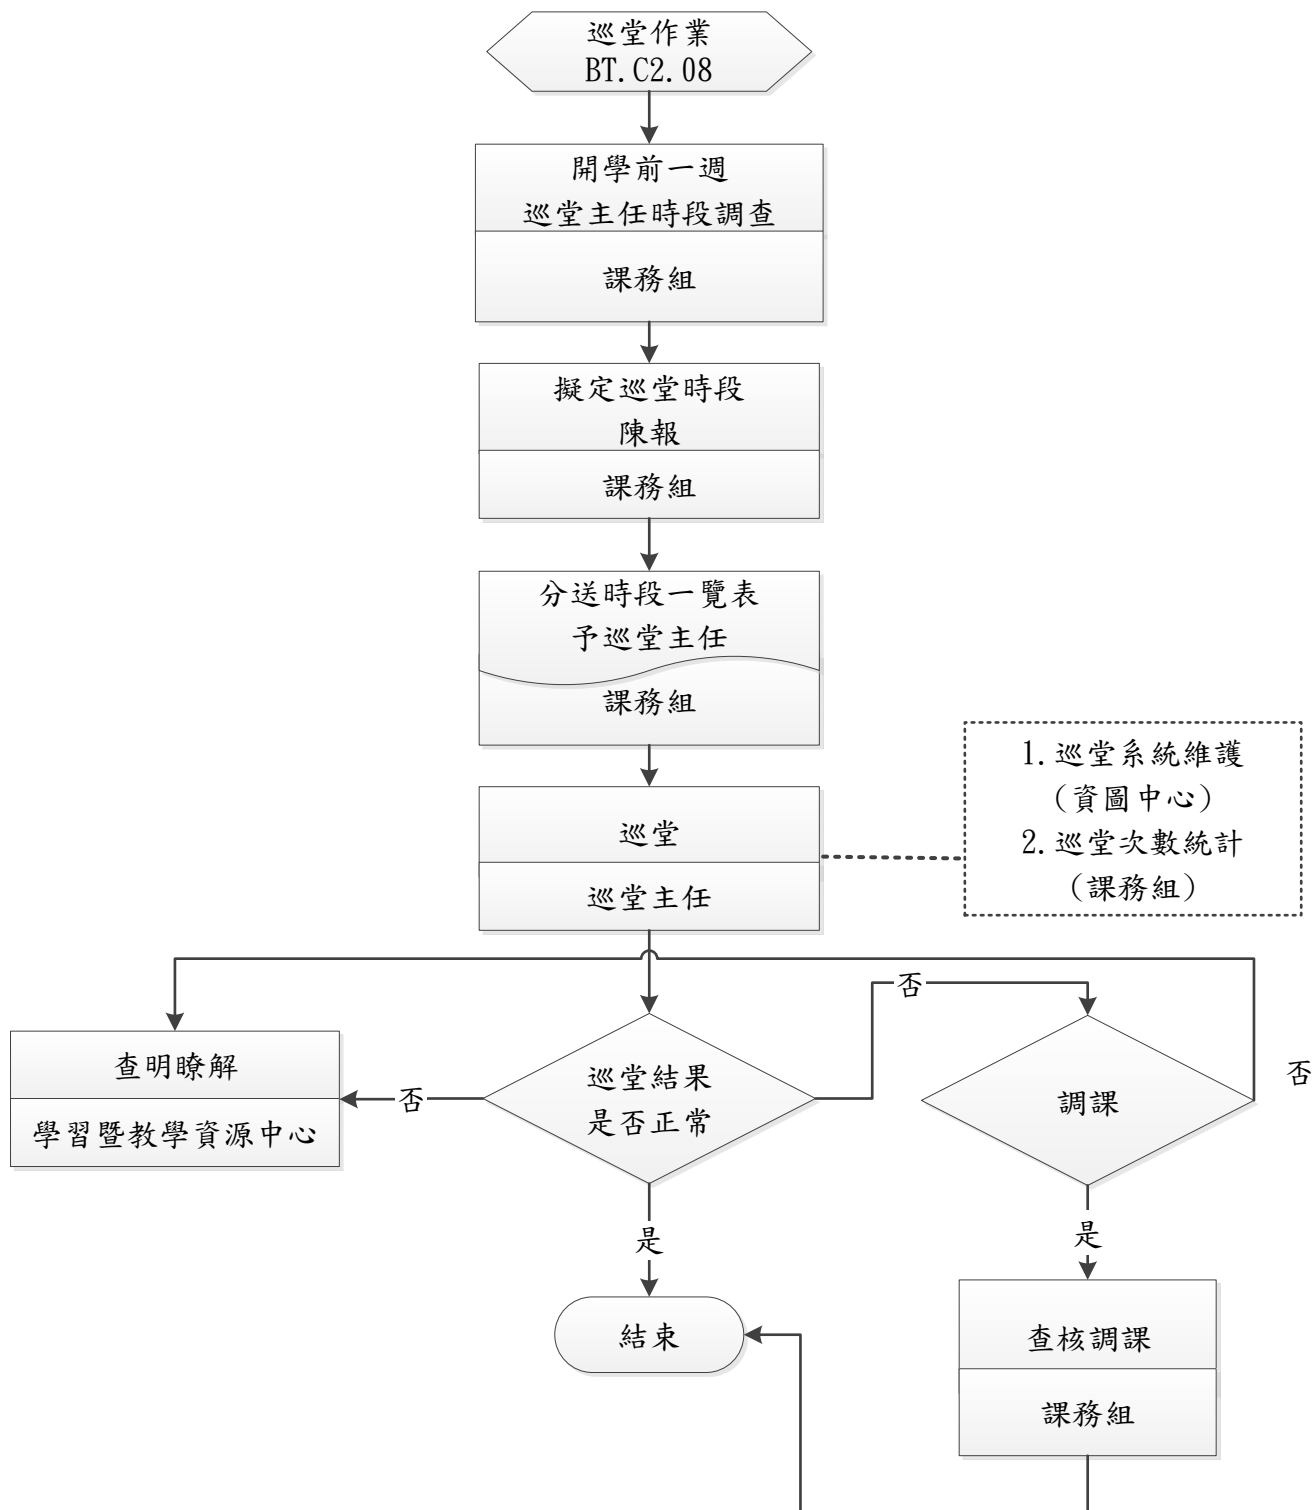 巡堂作業
BT.C2.08
開學前一週
巡堂主任時段調查
課務組
擬定巡堂時段
陳報
課務組
分送時段一覽表
予巡堂主任
課務組
巡堂
巡堂主任
1.巡堂系統維護
(資圖中心)
2.巡堂次數統計
(課務組)
查明瞭解
學習暨教學資源中心
否
巡堂結果
是否正常
否
調課
否
是
結束
是
查核調課
課務組